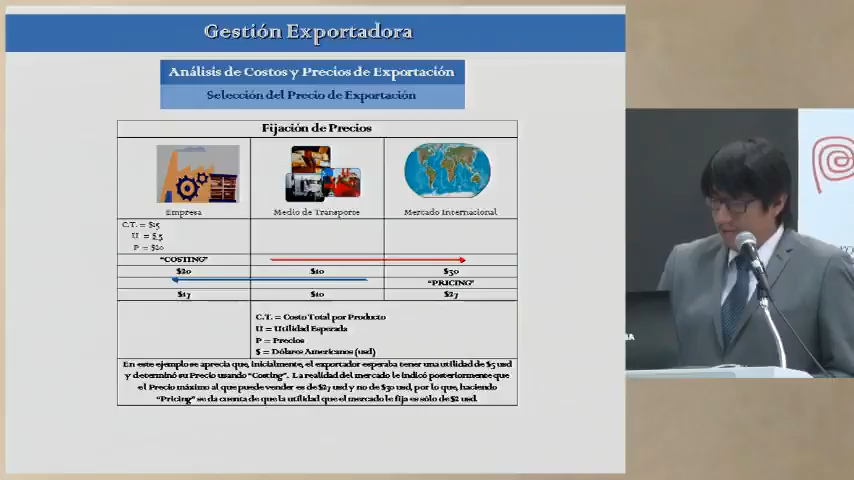 Gestión Exportadora
Análisis de Costos y Precios de Exportación
Selección del Precio de Exportación
Fijación de Precios
Empresa Medio de Transporte Mercado Internacional
C.T. = $15
U = $5
P = $20
"COSTING"
$20 $10 $30
"PRICING"
$17 $10 $27
C.T. = Costo Total por Producto
U = Utilidad Esperada
P = Precios
$ = Dólares Americanos (usd)
En este ejemplo se aprecia que, inicialmente, el exportador esperaba tener una utilidad de $5 usd
y determinó su Precio usando "Costing". La realidad del mercado le indicó posteriormente que
el Precio máximo al que puede vender es de $27 usd y no de $30 usd, por lo que, haciendo
"Pricing" se da cuenta de que la utilidad que el mercado le fija es sólo de $2 usd.